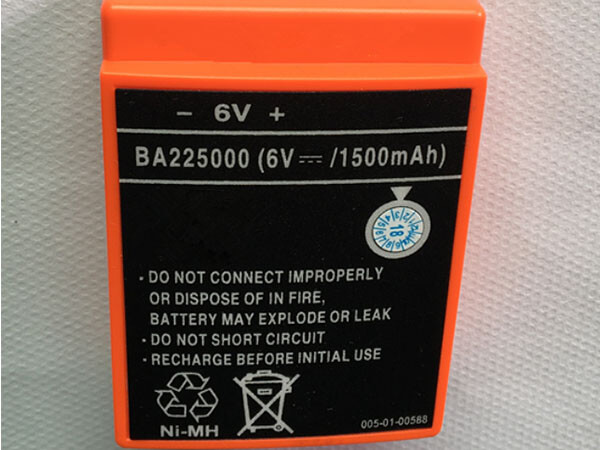 - 6V +
BA225000 (6V⎓/1500mAh)
18
· DO NOT CONNECT IMPROPERLY
OR DISPOSE OF IN FIRE,
BATTERY MAY EXPLODE OR LEAK
· DO NOT SHORT CIRCUIT
· RECHARGE BEFORE INITIAL USE
Ni-MH
005-01-00588